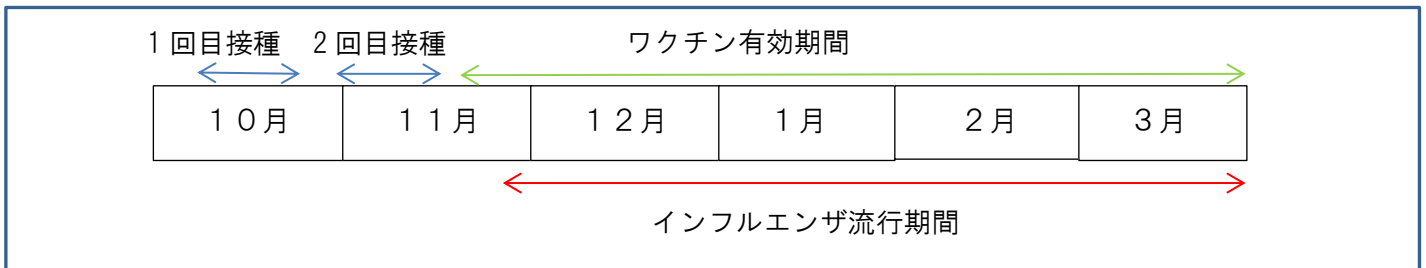 1回目接種 2回目接種 ワクチン有効期間
10月 11月 12月 1月 2月 3月
インフルエンザ流行期間